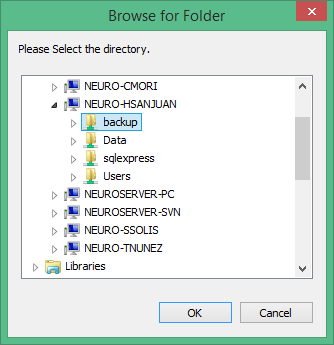 Browse for Folder
Please Select the directory.
NEURO-CMORI
NEURO-HSANJUAN
backup
Data
sqlexpress
Users
NEUROSERVER-PC
NEUROSERVER-SVN
NEURO-SSOLIS
NEURO-TNUNEZ
Libraries
OK
Cancel